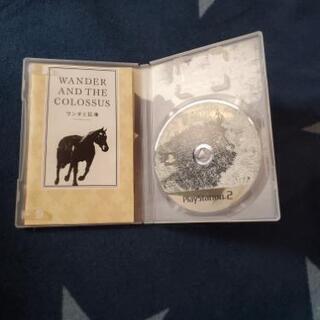 WANDER
AND THE
COLOSSUS
ワンダと巨像
PlayStation 2